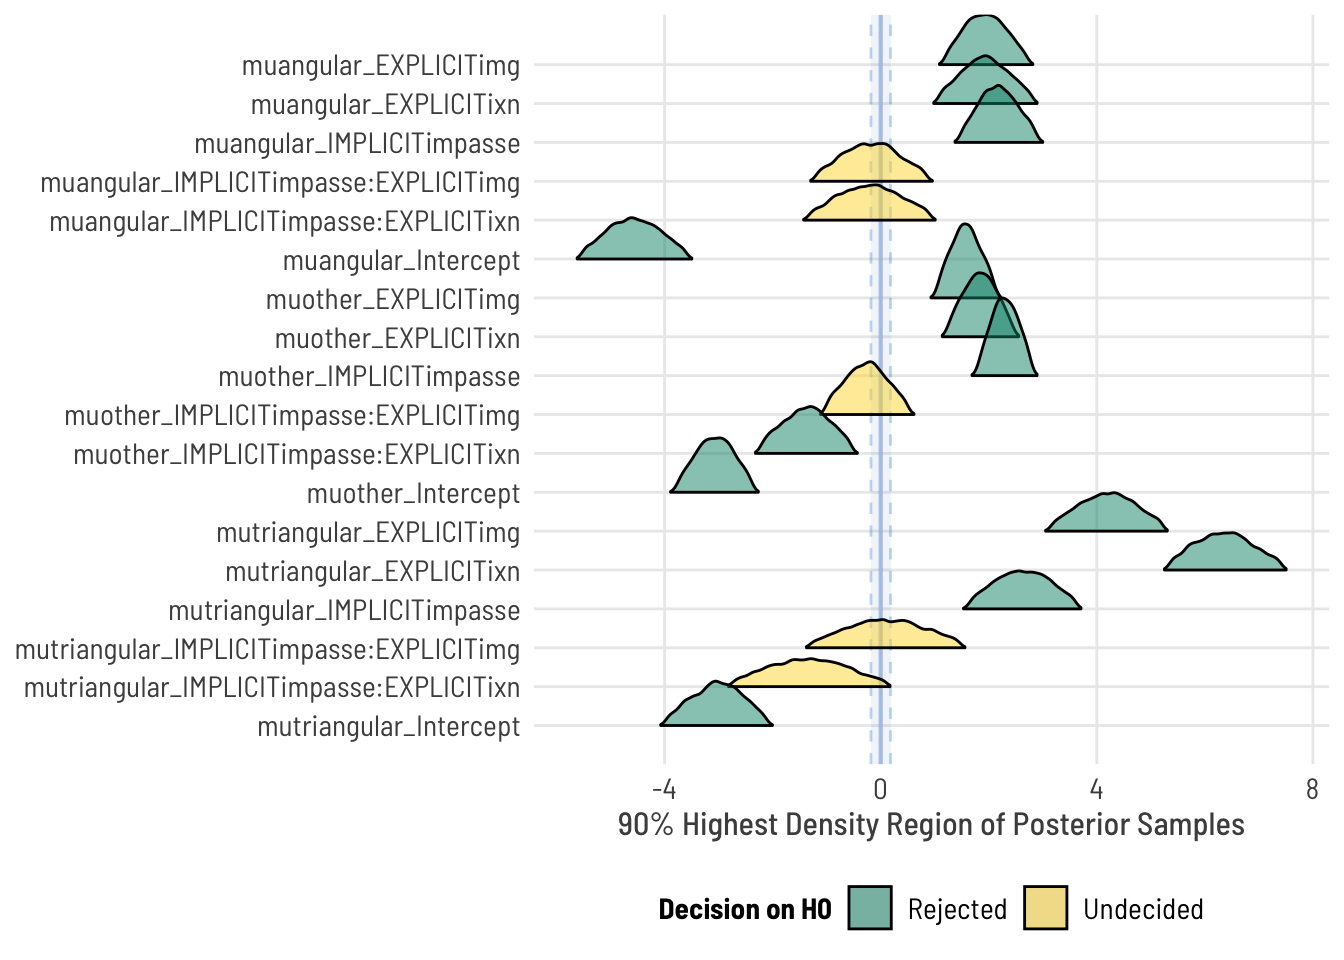 muangular_EXPLICITimg
muangular_EXPLICITixn
muangular_IMPLICITimpasse
muangular_IMPLICITimpasse:EXPLICITimg
muangular_IMPLICITimpasse:EXPLICITixn
muangular_Intercept
muother_EXPLICITimg
muother_EXPLICITixn
muother_IMPLICITimpasse
muother_IMPLICITimpasse:EXPLICITimg
muother_IMPLICITimpasse:EXPLICITixn
muother_Intercept
mutriangular_EXPLICITimg
mutriangular_EXPLICITixn
mutriangular_IMPLICITimpasse
mutriangular_IMPLICITimpasse:EXPLICITimg
mutriangular_IMPLICITimpasse:EXPLICITixn
mutriangular_Intercept
-4 0 4 8
90% Highest Density Region of Posterior Samples
Decision on H0 Rejected Undecided